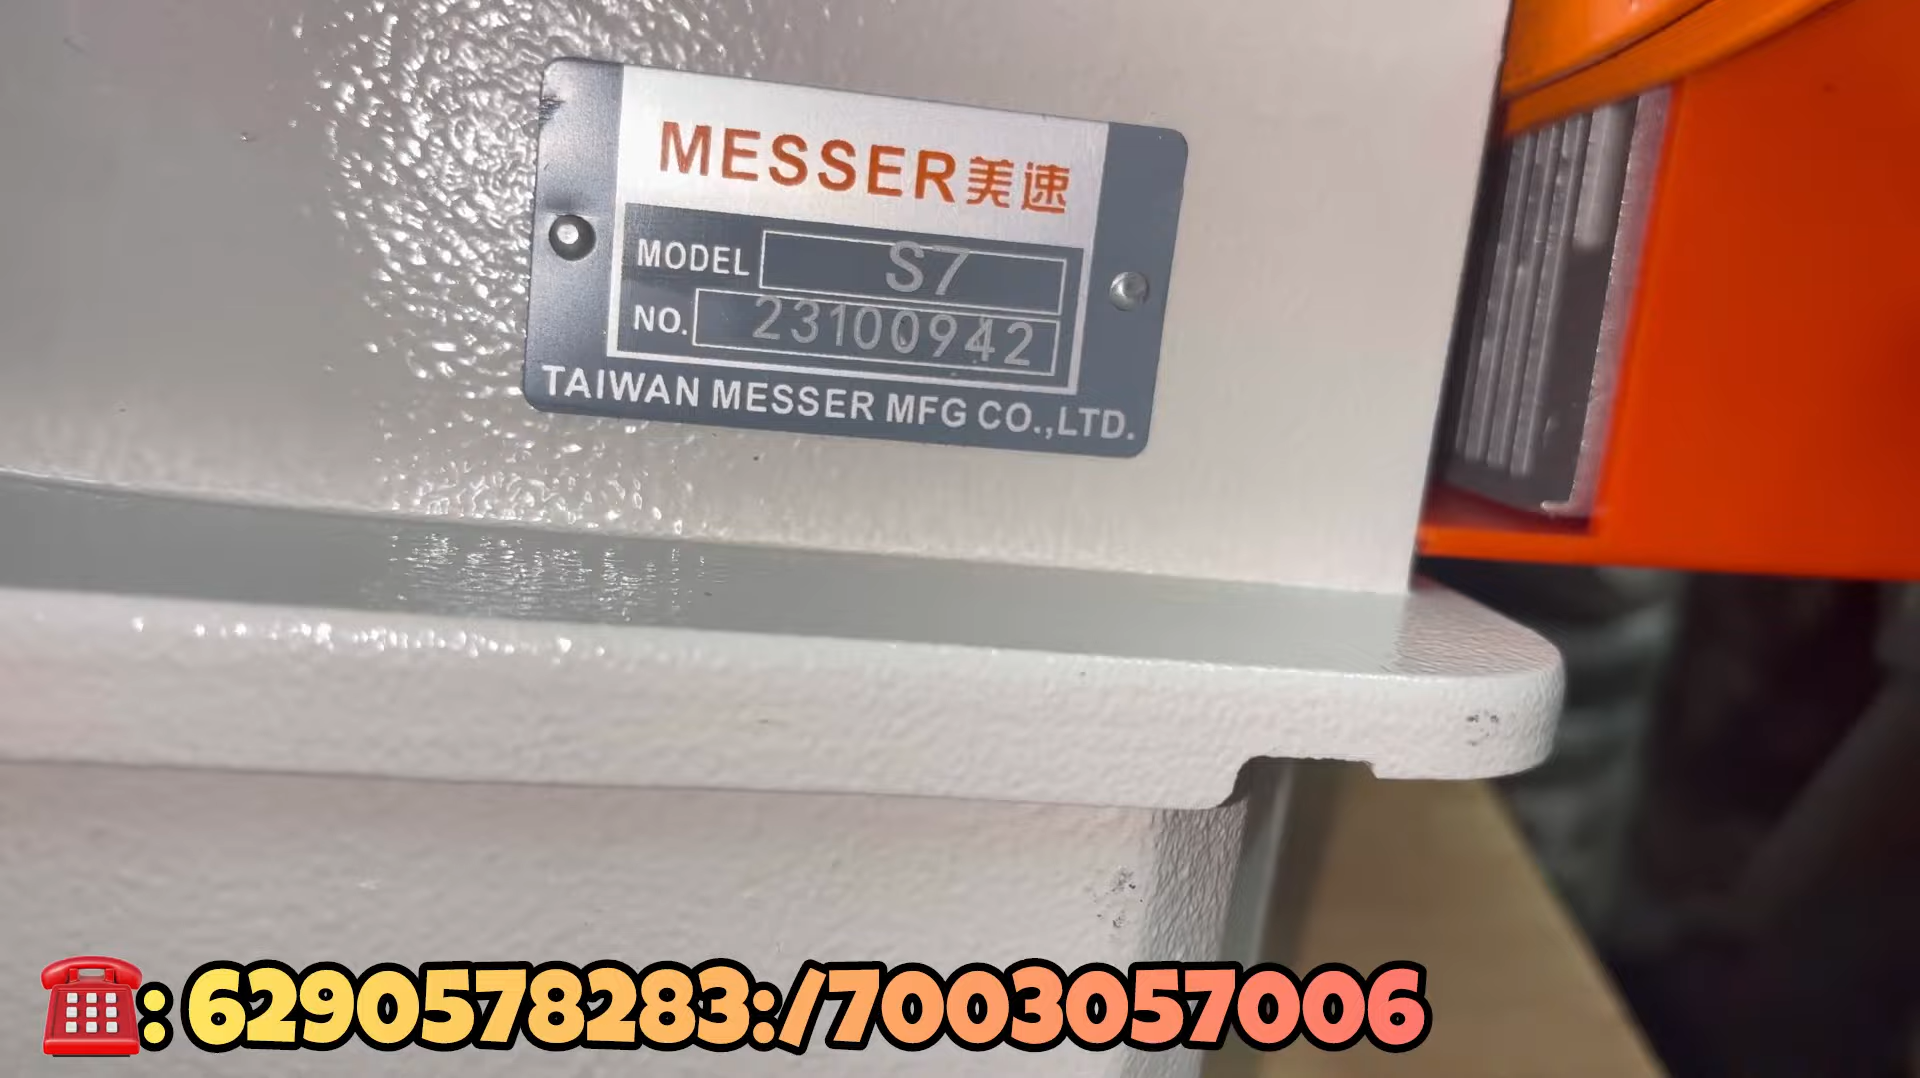 MESSER美速
MODEL S7
NO. 23100942
TAIWAN MESSER MFG CO.,LTD.
☎: 6290578283:/7003057006